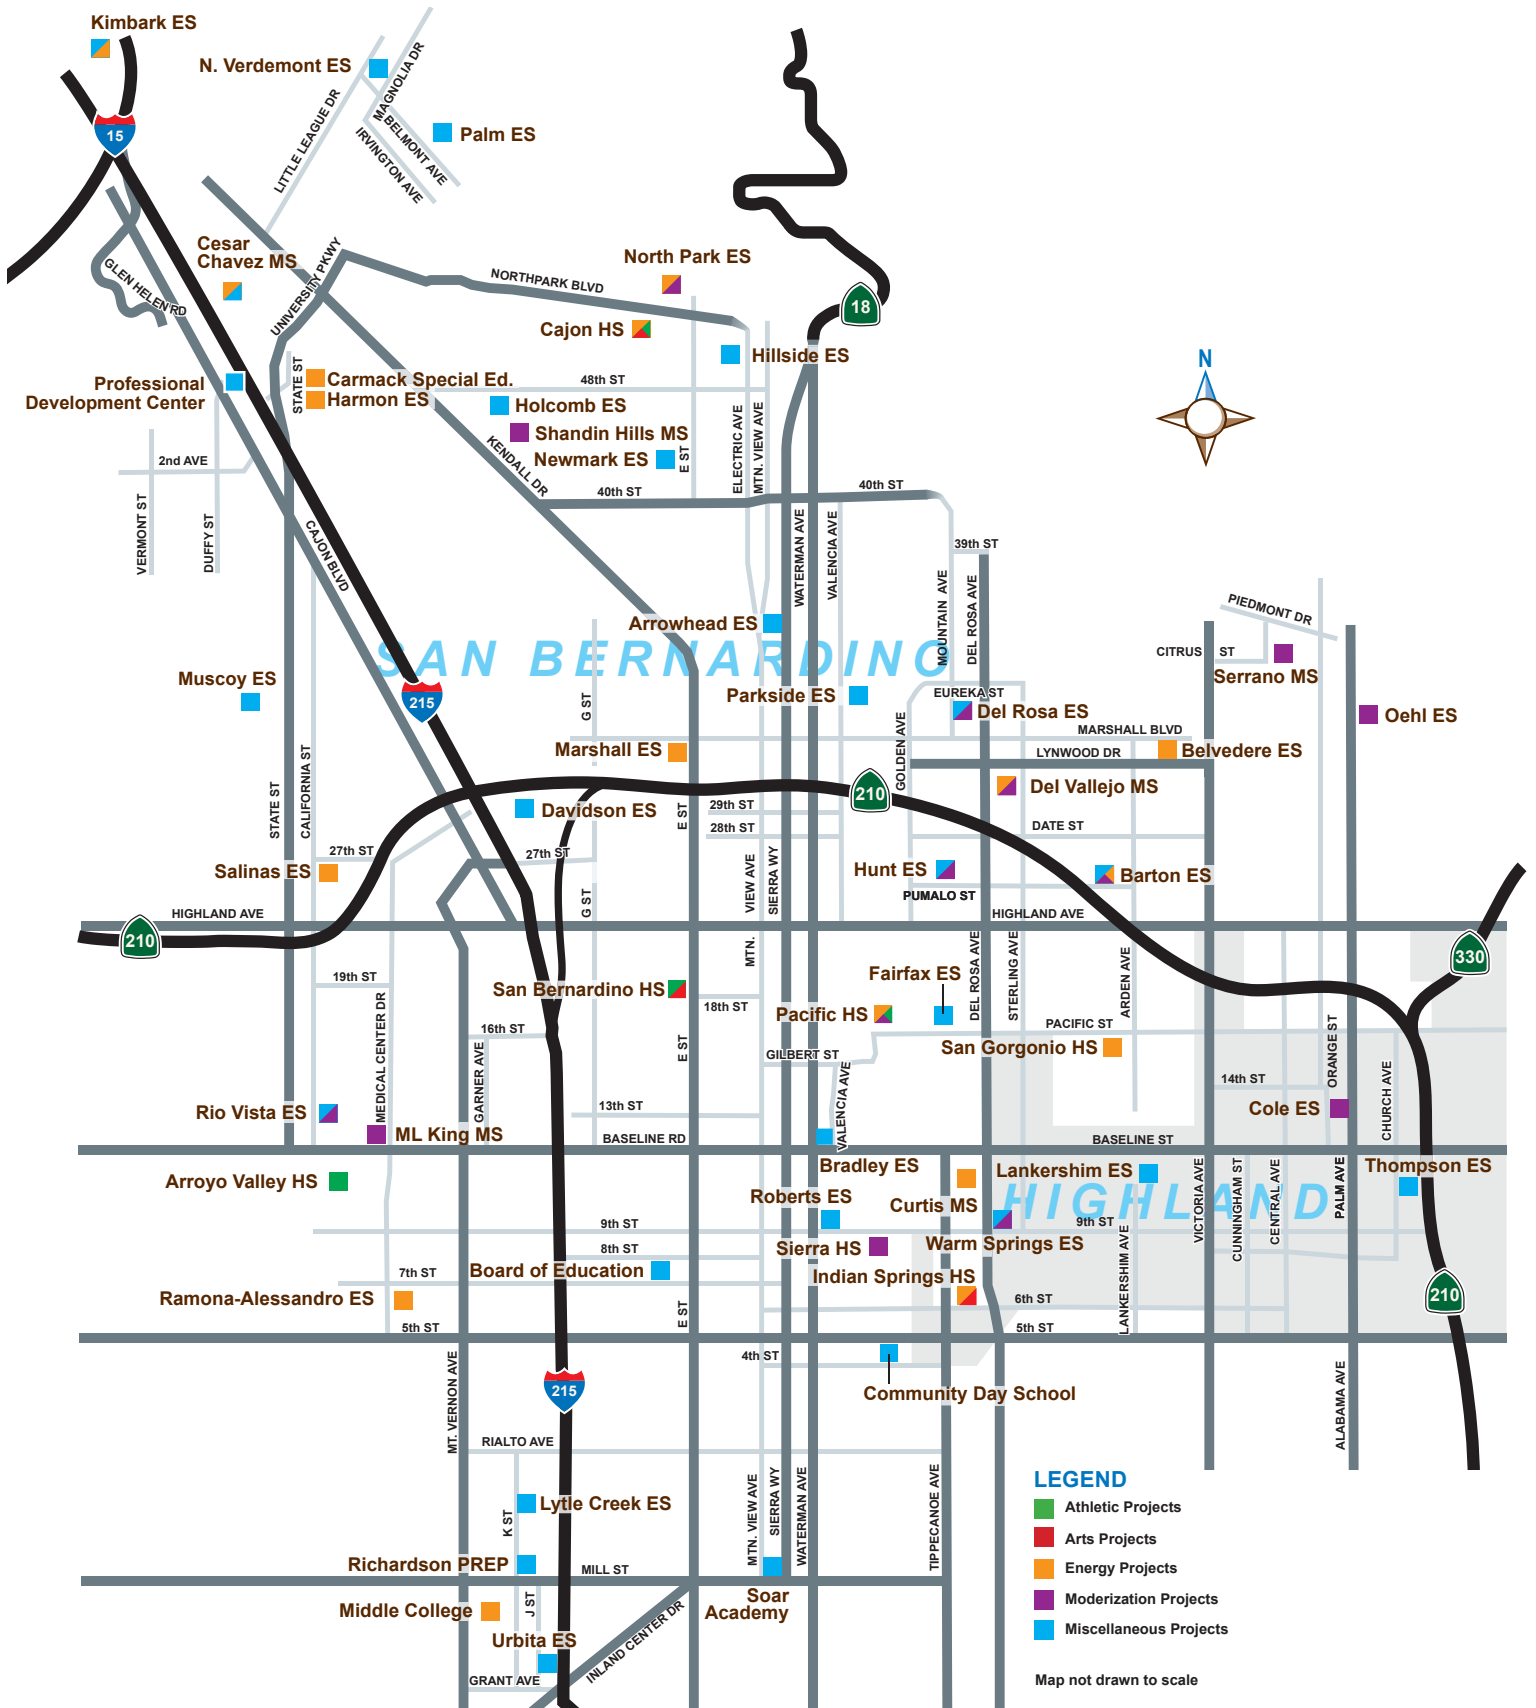 Kimbark ES
N. Verdemont ES
MAGNOLIA DR
LITTLE LEAGUE DR
BELMONT AVE
IRVINGTON AVE
Palm ES
15
Cesar
Chavez MS
GLEN HELEN RD
UNIVERSITY PKWY
NORTHPARK BLVD
North Park ES
18
Cajon HS
Hillside ES
N
Professional
Development Center
STATE ST
Carmack Special Ed.
Harmon ES
48th ST
Holcomb ES
Shandin Hills MS
Newmark ES
E ST
ELECTRIC AVE
MTN. VIEW AVE
KENDALL DR
2nd AVE
40th ST
40th ST
VERMONT ST
DUFFY ST
CAJON BLVD
WATERMAN AVE
VALENCIA AVE
39th ST
MOUNTAIN AVE
DEL ROSA AVE
PIEDMONT DR
Arrowhead ES
SAN BERNARDINO
CITRUS ST
Serrano MS
Muscoy ES
215
G ST
Parkside ES
EUREKA ST
Del Rosa ES
Oehl ES
Marshall ES
GOLDEN AVE
MARSHALL BLVD
LYNWOOD DR
Belvedere ES
STATE ST
CALIFORNIA ST
Davidson ES
210
Del Vallejo MS
E ST
29th ST
28th ST
DATE ST
27th ST
27th ST
Salinas ES
G ST
MTN. VIEW AVE
SIERRA WY
Hunt ES
PUMALO ST
Barton ES
HIGHLAND AVE
HIGHLAND AVE
210
330
19th ST
MEDICAL CENTER DR
San Bernardino HS
18th ST
Fairfax ES
Pacific HS
DEL ROSA AVE
STERLING AVE
ARDEN AVE
16th ST
GARNER AVE
E ST
GILBERT ST
PACIFIC ST
San Gorgonio HS
ORANGE ST
14th ST
CHURCH AVE
Cole ES
Rio Vista ES
ML King MS
13th ST
VALENCIA AVE
BASELINE RD
BASELINE ST
Bradley ES
Arroyo Valley HS
Roberts ES
Curtis MS
Lankershim ES
Thompson ES
HIGHLAND
VICTORIA AVE
CUNNINGHAM ST
CENTRAL AVE
PALM AVE
9th ST
9th ST
Warm Springs ES
Sierra HS
8th ST
Board of Education
7th ST
Indian Springs HS
Ramona-Alessandro ES
E ST
6th ST
LANKERSHIM AVE
210
5th ST
5th ST
4th ST
Community Day School
MT. VERNON AVE
215
ALABAMA AVE
RIALTO AVE
LEGEND
Athletic Projects
Arts Projects
Energy Projects
Moderization Projects
Miscellaneous Projects
Map not drawn to scale
K ST
Lytle Creek ES
MTN. VIEW AVE
SIERRA WY
WATERMAN AVE
TIPPECANOE AVE
Richardson PREP
MILL ST
Soar
Academy
Middle College
J ST
Urbita ES
INLAND CENTER DR
GRANT AVE